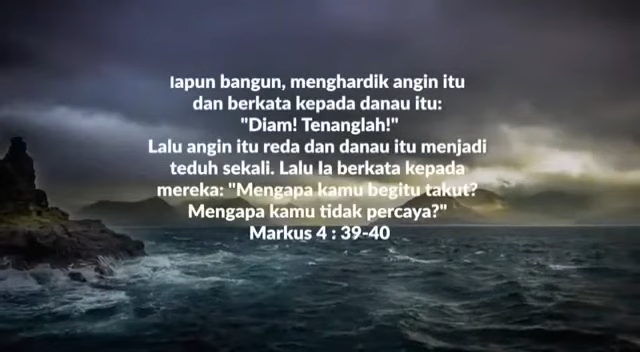 Iapun bangun, menghardik angin itu
dan berkata kepada danau itu:
"Diam! Tenanglah!"
Lalu angin itu reda dan danau itu menjadi
teduh sekali. Lalu Ia berkata kepada
mereka: "Mengapa kamu begitu takut?
Mengapa kamu tidak percaya?"
Markus 4 : 39-40